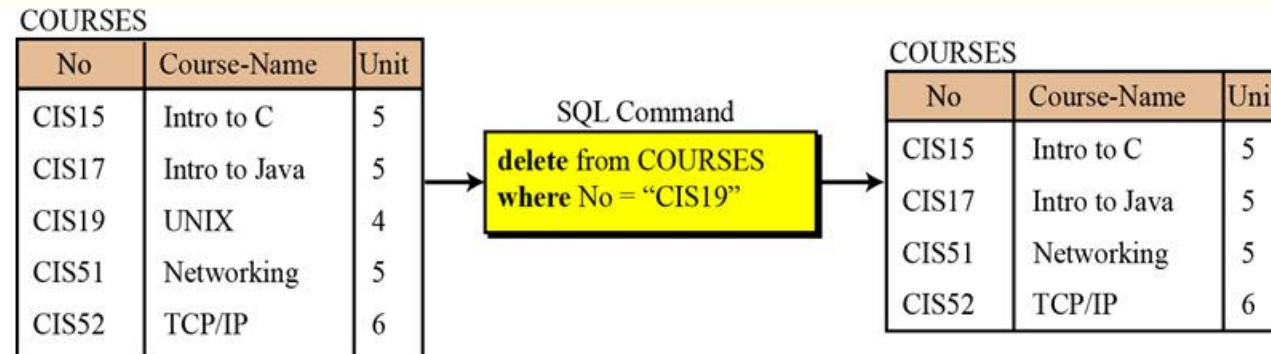 COURSES
No Course-Name Unit
CIS15 Intro to C 5
CIS17 Intro to Java 5
CIS19 UNIX 4
CIS51 Networking 5
CIS52 TCP/IP 6
SQL Command
delete from COURSES
where No = “CIS19”
COURSES
No Course-Name Uni
CIS15 Intro to C 5
CIS17 Intro to Java 5
CIS51 Networking 5
CIS52 TCP/IP 6